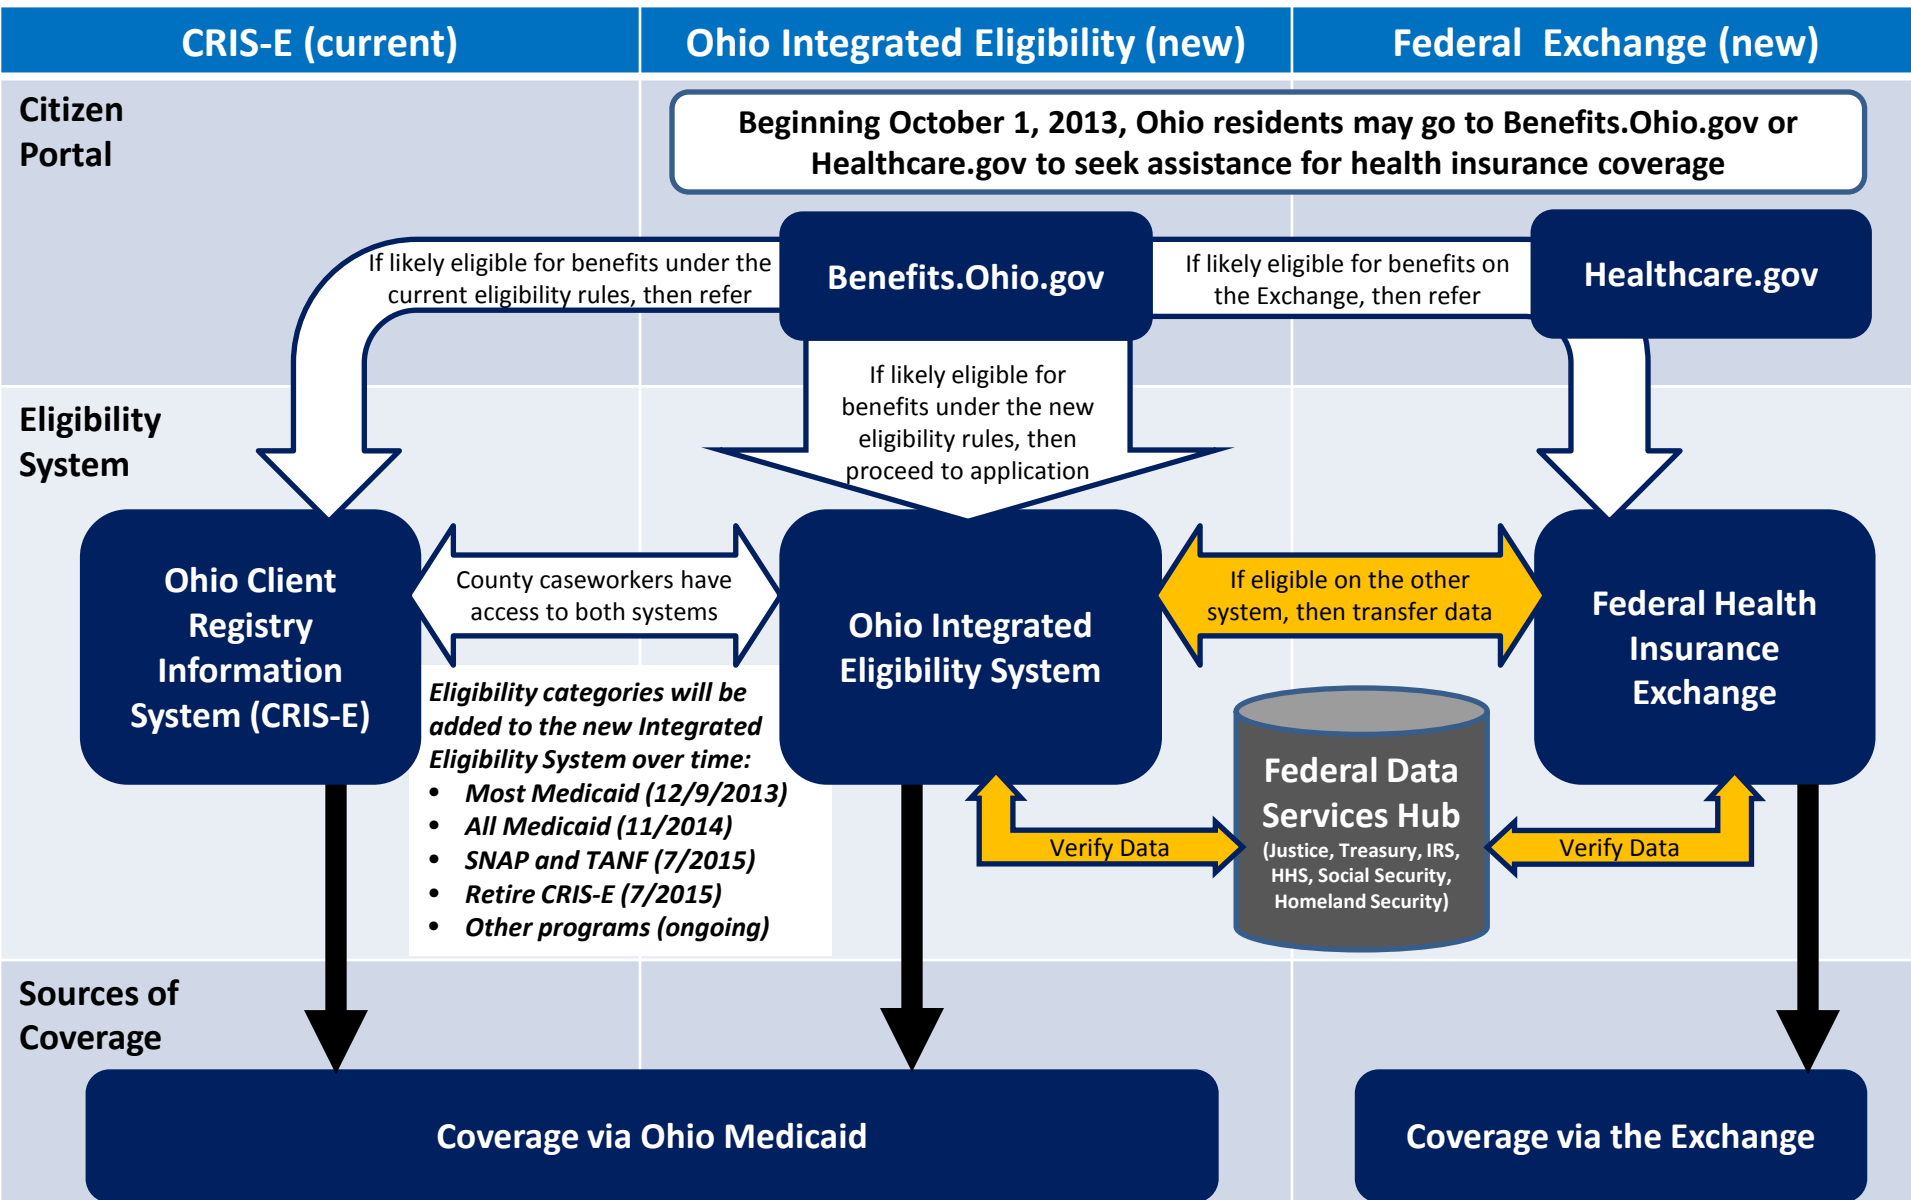 CRIS-E (current)
Ohio Integrated Eligibility (new)
Federal Exchange (new)
Citizen
Portal
Beginning October 1, 2013, Ohio residents may go to Benefits.Ohio.gov or
Healthcare.gov to seek assistance for health insurance coverage
If likely eligible for benefits under the
current eligibility rules, then refer
Benefits.Ohio.gov
If likely eligible for benefits on
the Exchange, then refer
Healthcare.gov
If likely eligible for
benefits under the new
eligibility rules, then
proceed to application
Eligibility
System
Ohio Client
Registry
Information
System (CRIS-E)
County caseworkers have
access to both systems
Ohio Integrated
Eligibility System
If eligible on the other
system, then transfer data
Federal Health
Insurance
Exchange
Eligibility categories will be
added to the new Integrated
Eligibility System over time:
• Most Medicaid (12/9/2013)
• All Medicaid (11/2014)
• SNAP and TANF (7/2015)
• Retire CRIS-E (7/2015)
• Other programs (ongoing)
Verify Data
Federal Data
Services Hub
(Justice, Treasury, IRS,
HHS, Social Security,
Homeland Security)
Verify Data
Sources of
Coverage
Coverage via Ohio Medicaid
Coverage via the Exchange